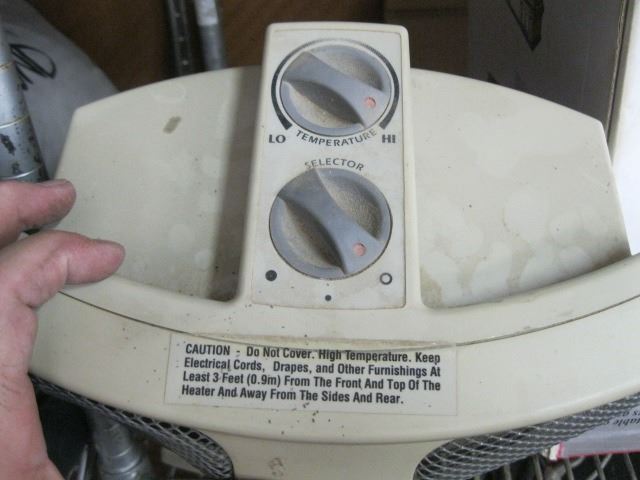 LO TEMPERATURE HI
SELECTOR
CAUTION - Do Not Cover. High Temperature. Keep
Electrical Cords, Drapes, and Other Furnishings At
Least 3 Feet (0.9m) From The Front And Top Of The
Heater And Away From The Sides And Rear.